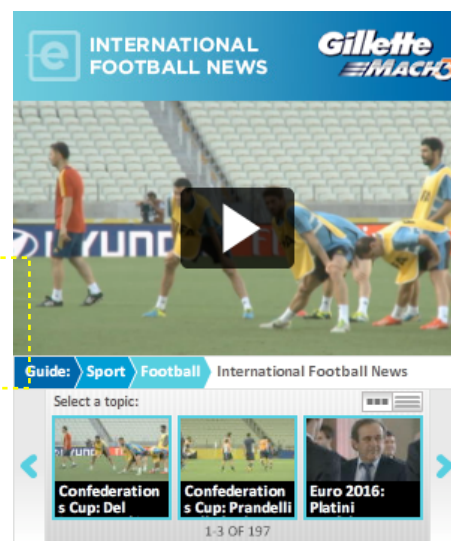 INTERNATIONAL
FOOTBALL NEWS
Gillette
MACH3
YUND
Guide: Sport Football International Football News
Select a topic:
Confederation
s Cup: Del
Confederation
s Cup: Prandelli
Euro 2016:
Platini
1-3 OF 197